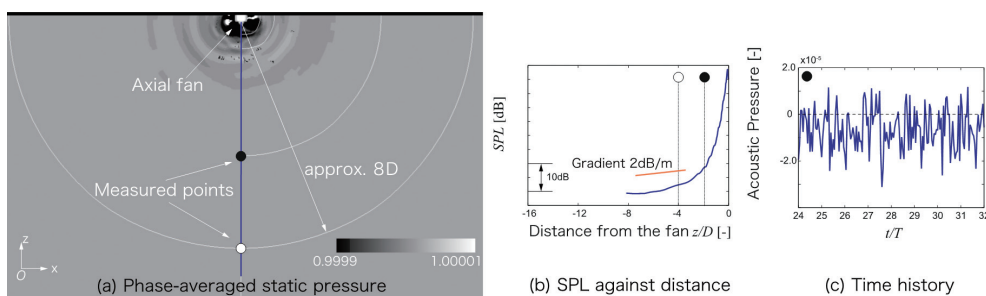 Axial fan
approx. 8D
Measured points
z
O x
0.9999 1.00001
(a) Phase-averaged static pressure
SPL [dB]
Gradient 2dB/m
10dB
-16 -12 -8 -4 0
Distance from the fan z/D [-]
(b) SPL against distance
Acoustic Pressure [-]
×10⁻⁵
2.0
0
-2.0
24 25 26 27 28 29 30 31 32
t/T
(c) Time history